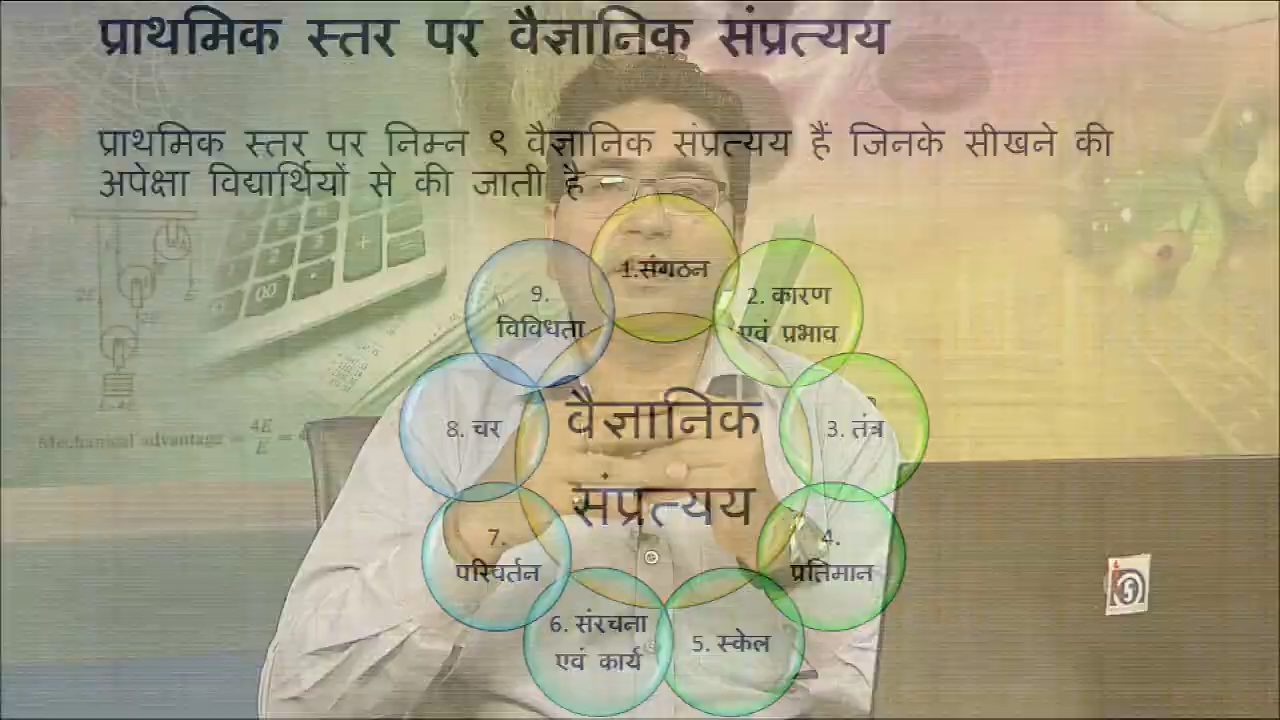 प्राथमिक स्तर पर वैज्ञानिक संप्रत्यय
प्राथमिक स्तर पर निम्न ९ वैज्ञानिक संप्रत्यय हैं जिनके सीखने की
अपेक्षा विद्यार्थियों से की जाती है
1.संगठन
2. कारण
एवं प्रभाव
3. तंत्र
4.
प्रतिमान
5. स्केल
6. संरचना
एवं कार्य
7.
परिवर्तन
8. चर
9.
विविधता
वैज्ञानिक
संप्रत्यय
Mechanical advantage = 4E
E